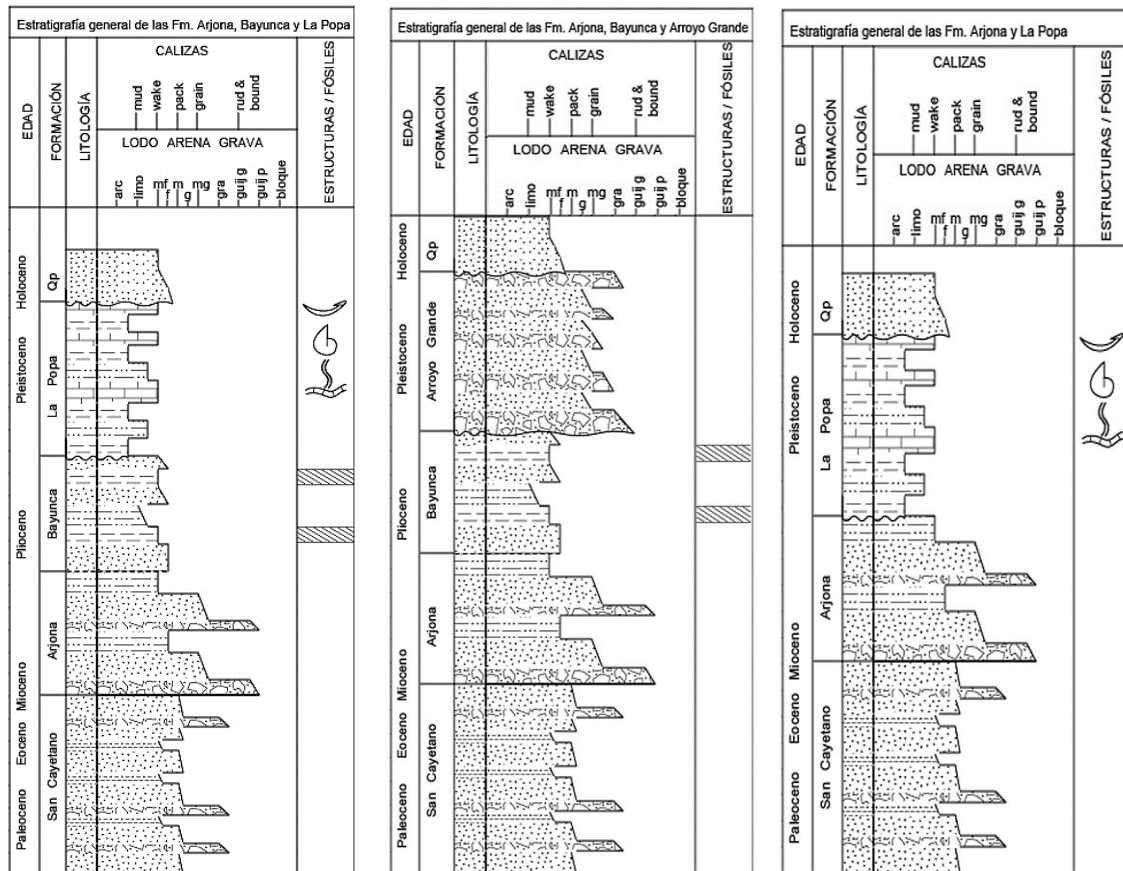 Estratigrafía general de las Fm. Arjona, Bayunca y La Popa
EDAD
FORMACIÓN
LITOLOGÍA
CALIZAS
mud
wake
pack
grain
rud &
bound
LODO ARENA GRAVA
arc
limo
mf
f
m
g
mg
gra
guij g
guij p
bloque
ESTRUCTURAS / FÓSILES
Holoceno
Pleistoceno
Plioceno
Mioceno
Eoceno
Paleoceno
Qp
La Popa
Bayunca
Arjona
San Cayetano
Estratigrafía general de las Fm. Arjona, Bayunca y Arroyo Grande
EDAD
FORMACIÓN
LITOLOGÍA
CALIZAS
mud
wake
pack
grain
rud &
bound
LODO ARENA GRAVA
arc
limo
mf
f
m
g
mg
gra
guij g
guij p
bloque
ESTRUCTURAS / FÓSILES
Holoceno
Pleistoceno
Plioceno
Mioceno
Eoceno
Paleoceno
Qp
Arroyo Grande
Bayunca
Arjona
San Cayetano
Estratigrafía general de las Fm. Arjona y La Popa
EDAD
FORMACIÓN
LITOLOGÍA
CALIZAS
mud
wake
pack
grain
rud &
bound
LODO ARENA GRAVA
arc
limo
mf
f
m
g
mg
gra
guij g
guij p
bloque
ESTRUCTURAS / FÓSILES
Holoceno
Pleistoceno
Mioceno
Eoceno
Paleoceno
Qp
La Popa
Arjona
San Cayetano